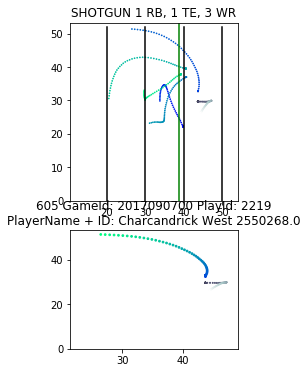 SHOTGUN 1 RB, 1 TE, 3 WR
50
40
30
20
10
0
20 30 40 50
605 GameId: 2017090700 PlayId: 2219
PlayerName + ID: Charcandrick West 2550268.0
40
20
0
30 40